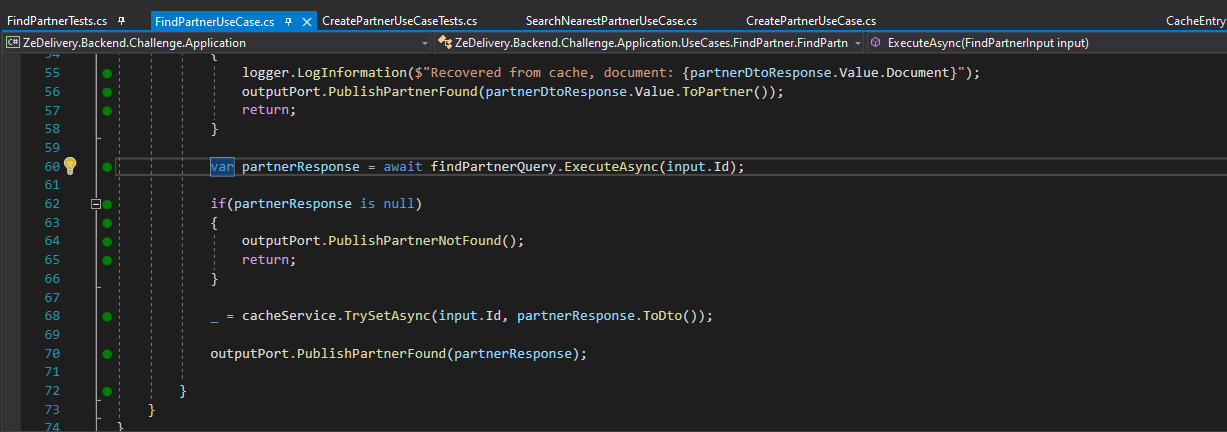 FindPartnerTests.cs FindPartnerUseCase.cs CreatePartnerUseCaseTests.cs SearchNearestPartnerUseCase.cs CreatePartnerUseCase.cs CacheEntry
C# ZeDelivery.Backend.Challenge.Application ZeDelivery.Backend.Challenge.Application.UseCases.FindPartner.FindPartn ExecuteAsync(FindPartnerInput input)
54 {
55 logger.LogInformation($"Recovered from cache, document: {partnerDtoResponse.Value.Document}");
56 outputPort.PublishPartnerFound(partnerDtoResponse.Value.ToPartner());
57 return;
58 }
59
60 var partnerResponse = await findPartnerQuery.ExecuteAsync(input.Id);
61
62 if(partnerResponse is null)
63 {
64 outputPort.PublishPartnerNotFound();
65 return;
66 }
67
68 _ = cacheService.TrySetAsync(input.Id, partnerResponse.ToDto());
69
70 outputPort.PublishPartnerFound(partnerResponse);
71
72 }
73 }
74 }